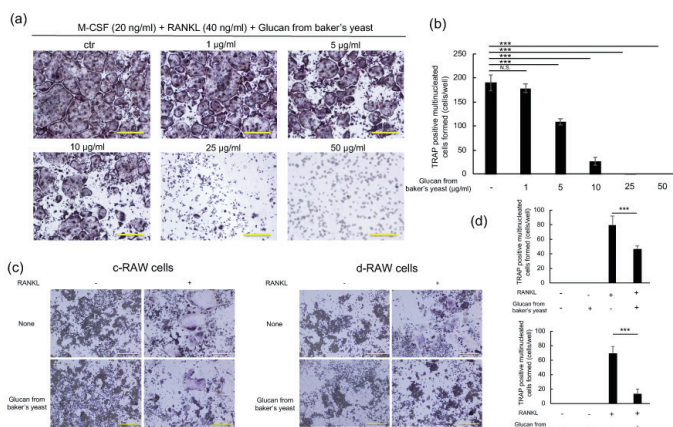 (a)
M-CSF (20 ng/ml) + RANKL (40 ng/ml) + Glucan from baker's yeast
ctr
1 µg/ml
5 µg/ml
10 µg/ml
25 µg/ml
50 µg/ml
(b)
TRAP positive multinucleated
cells formed (cells/well)
250
200
150
100
50
0
***
***
***
***
N.S.
Glucan from
baker's yeast (µg/ml)
- 1 5 10 25 50
(c)
c-RAW cells
RANKL - +
None
Glucan from
baker's yeast
d-RAW cells
RANKL - +
None
Glucan from
baker's yeast
(d)
TRAP positive multinucleated
cells formed (cells/well)
100
80
60
40
20
0
***
RANKL - - + +
Glucan from
baker's yeast - + - +
TRAP positive multinucleated
cells formed (cells/well)
100
80
60
40
20
0
***
RANKL - - + +
Glucan from